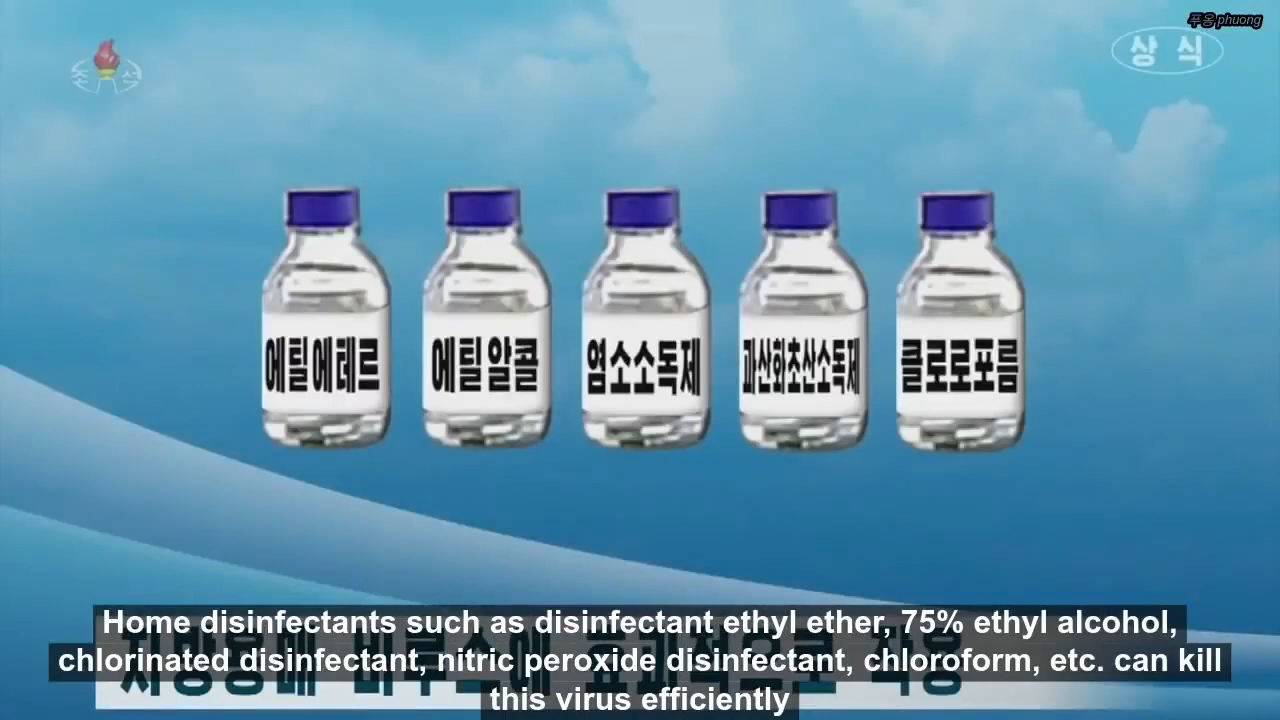 푸옹 phuong
상식
에틸에테르
에틸알콜
염소소독제
과산화초산소독제
클로로포름
Home disinfectants such as disinfectant ethyl ether, 75% ethyl alcohol,
chlorinated disinfectant, nitric peroxide disinfectant, chloroform, etc. can kill
this virus efficiently